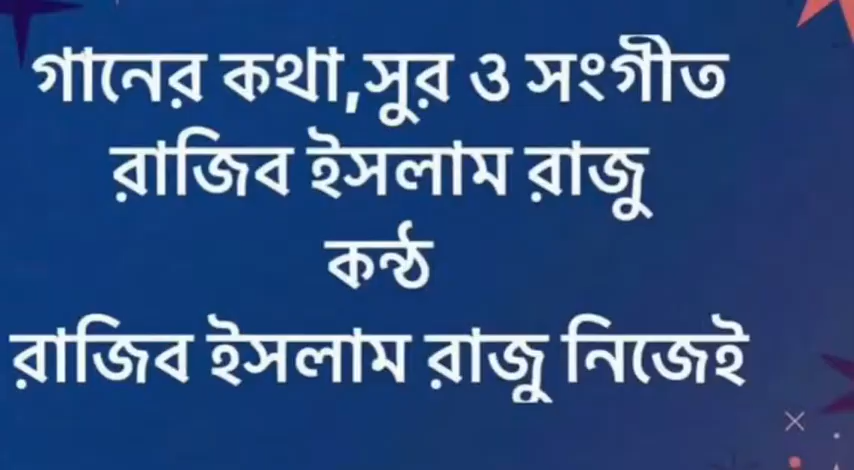 গানের কথা,সুর ও সংগীত
রাজিব ইসলাম রাজু
কন্ঠ
রাজিব ইসলাম রাজু নিজেই